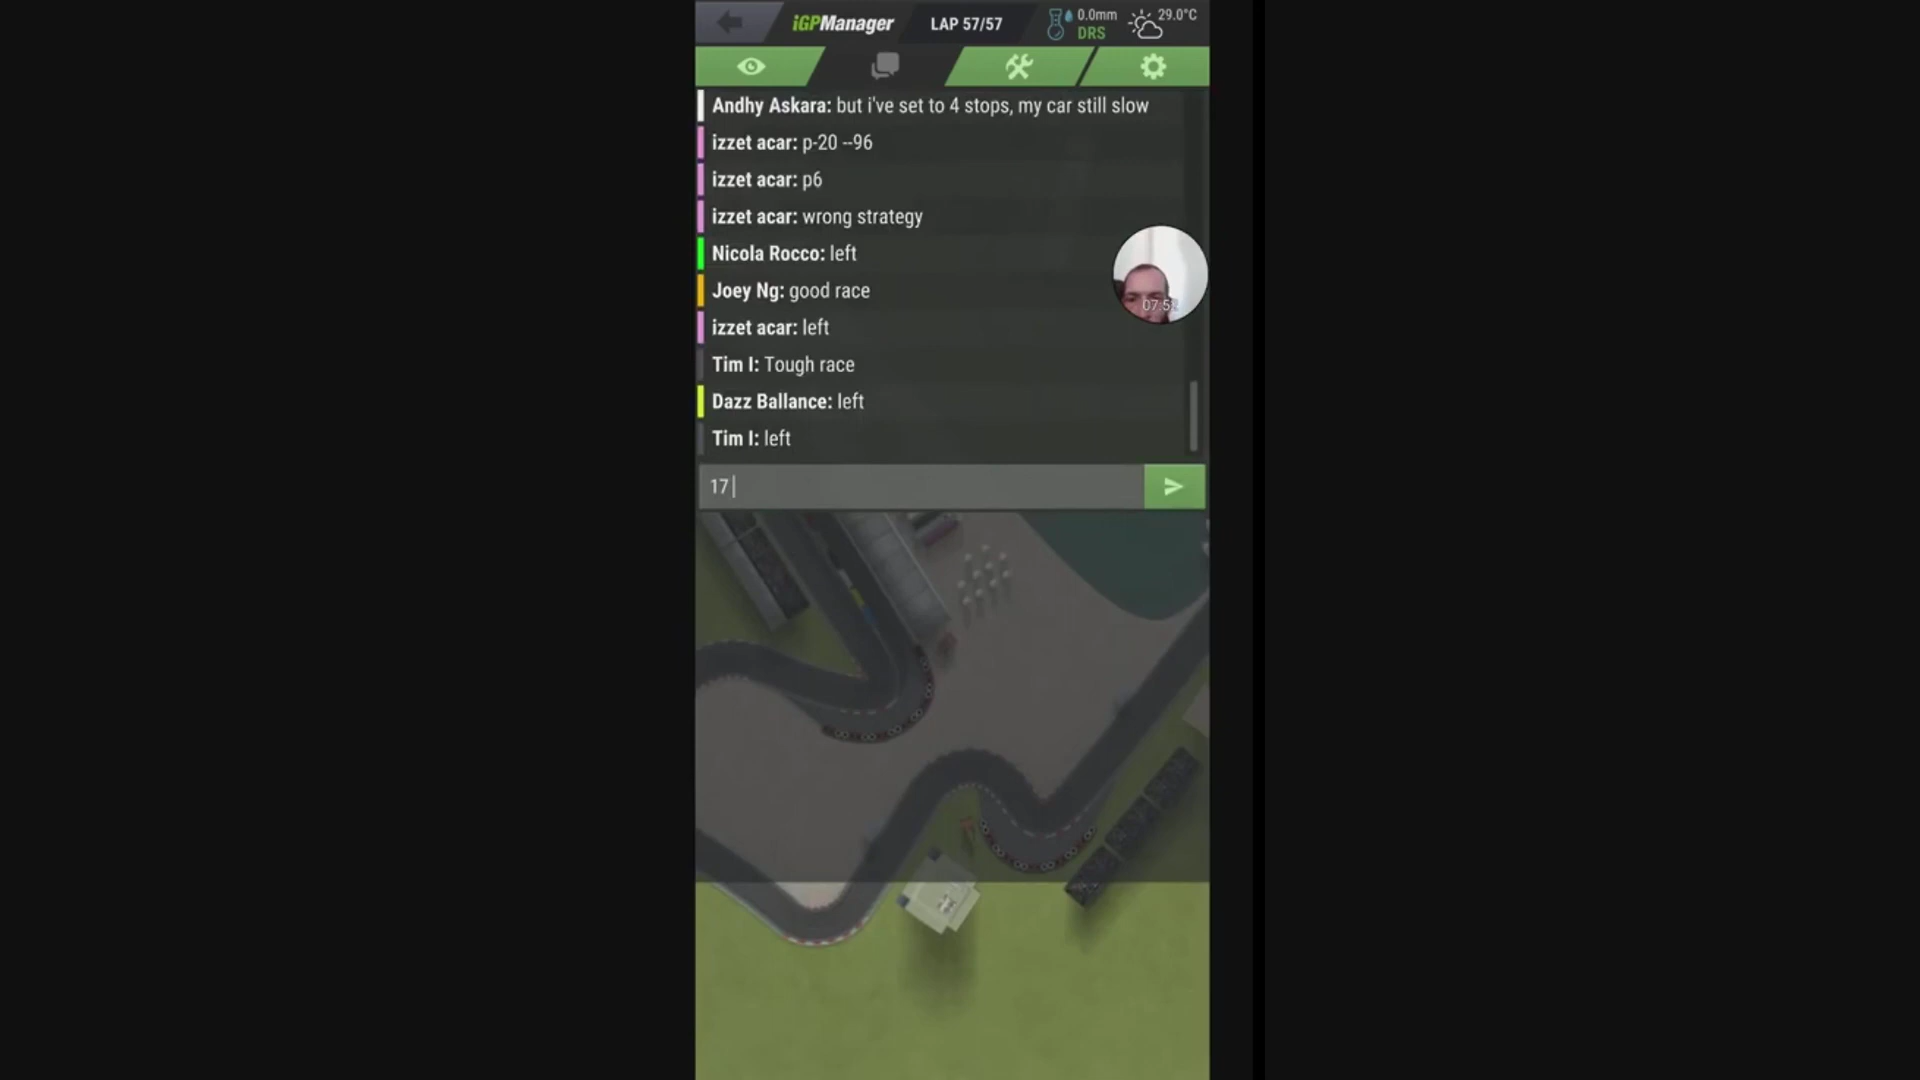 iGPManager
LAP 57/57
0.0mm
DRS
29.0°C
Andhy Askara: but i've set to 4 stops, my car still slow
izzet acar: p-20 --96
izzet acar: p6
izzet acar: wrong strategy
Nicola Rocco: left
Joey Ng: good race
izzet acar: left
Tim I: Tough race
Dazz Ballance: left
Tim I: left
17